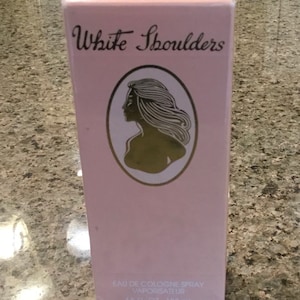 White Shoulders
EAU DE COLOGNE SPRAY
VAPORISATEUR